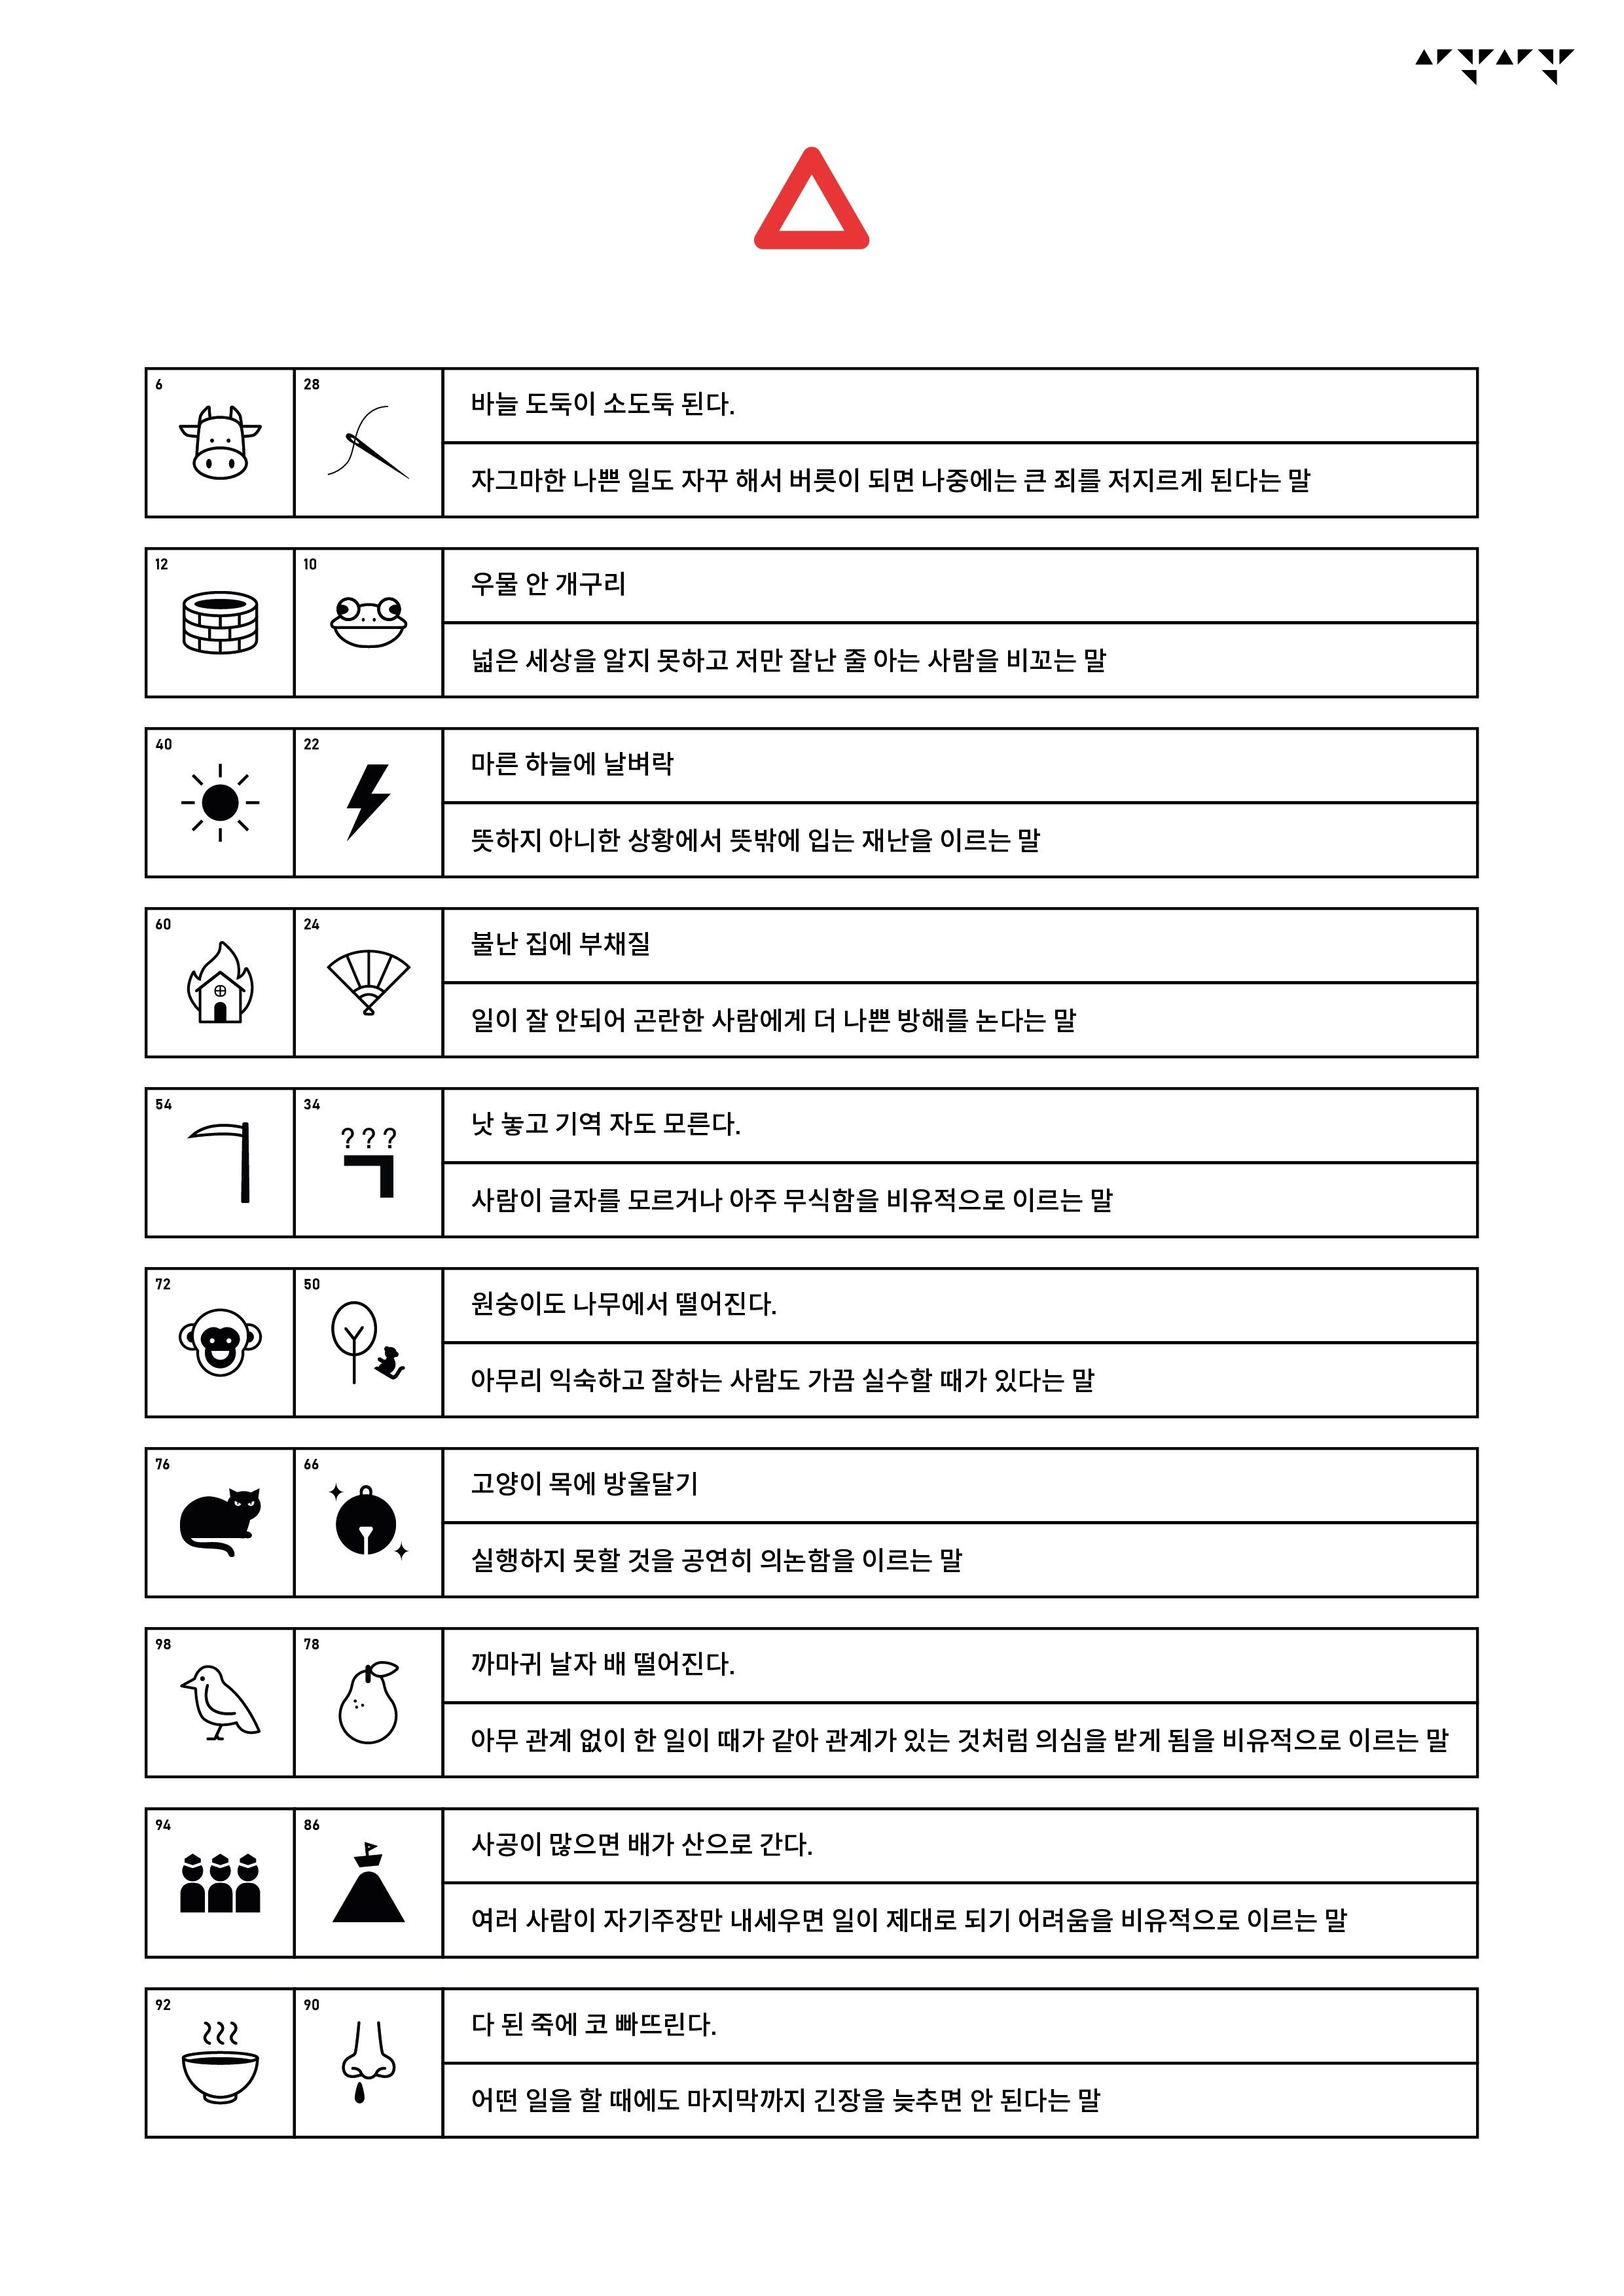 6
28
바늘 도둑이 소도둑 된다.
자그마한 나쁜 일도 자꾸 해서 버릇이 되면 나중에는 큰 죄를 저지르게 된다는 말
12
10
우물 안 개구리
넓은 세상을 알지 못하고 저만 잘난 줄 아는 사람을 비꼬는 말
40
22
마른 하늘에 날벼락
뜻하지 아니한 상황에서 뜻밖에 입는 재난을 이르는 말
60
24
불난 집에 부채질
일이 잘 안되어 곤란한 사람에게 더 나쁜 방해를 논다는 말
54
34
? ? ?
ㄱ
낫 놓고 기역 자도 모른다.
사람이 글자를 모르거나 아주 무식함을 비유적으로 이르는 말
72
50
원숭이도 나무에서 떨어진다.
아무리 익숙하고 잘하는 사람도 가끔 실수할 때가 있다는 말
76
66
고양이 목에 방울달기
실행하지 못할 것을 공연히 의논함을 이르는 말
98
78
까마귀 날자 배 떨어진다.
아무 관계 없이 한 일이 때가 같아 관계가 있는 것처럼 의심을 받게 됨을 비유적으로 이르는 말
94
86
사공이 많으면 배가 산으로 간다.
여러 사람이 자기주장만 내세우면 일이 제대로 되기 어려움을 비유적으로 이르는 말
92
90
다 된 죽에 코 빠뜨린다.
어떤 일을 할 때에도 마지막까지 긴장을 늦추면 안 된다는 말